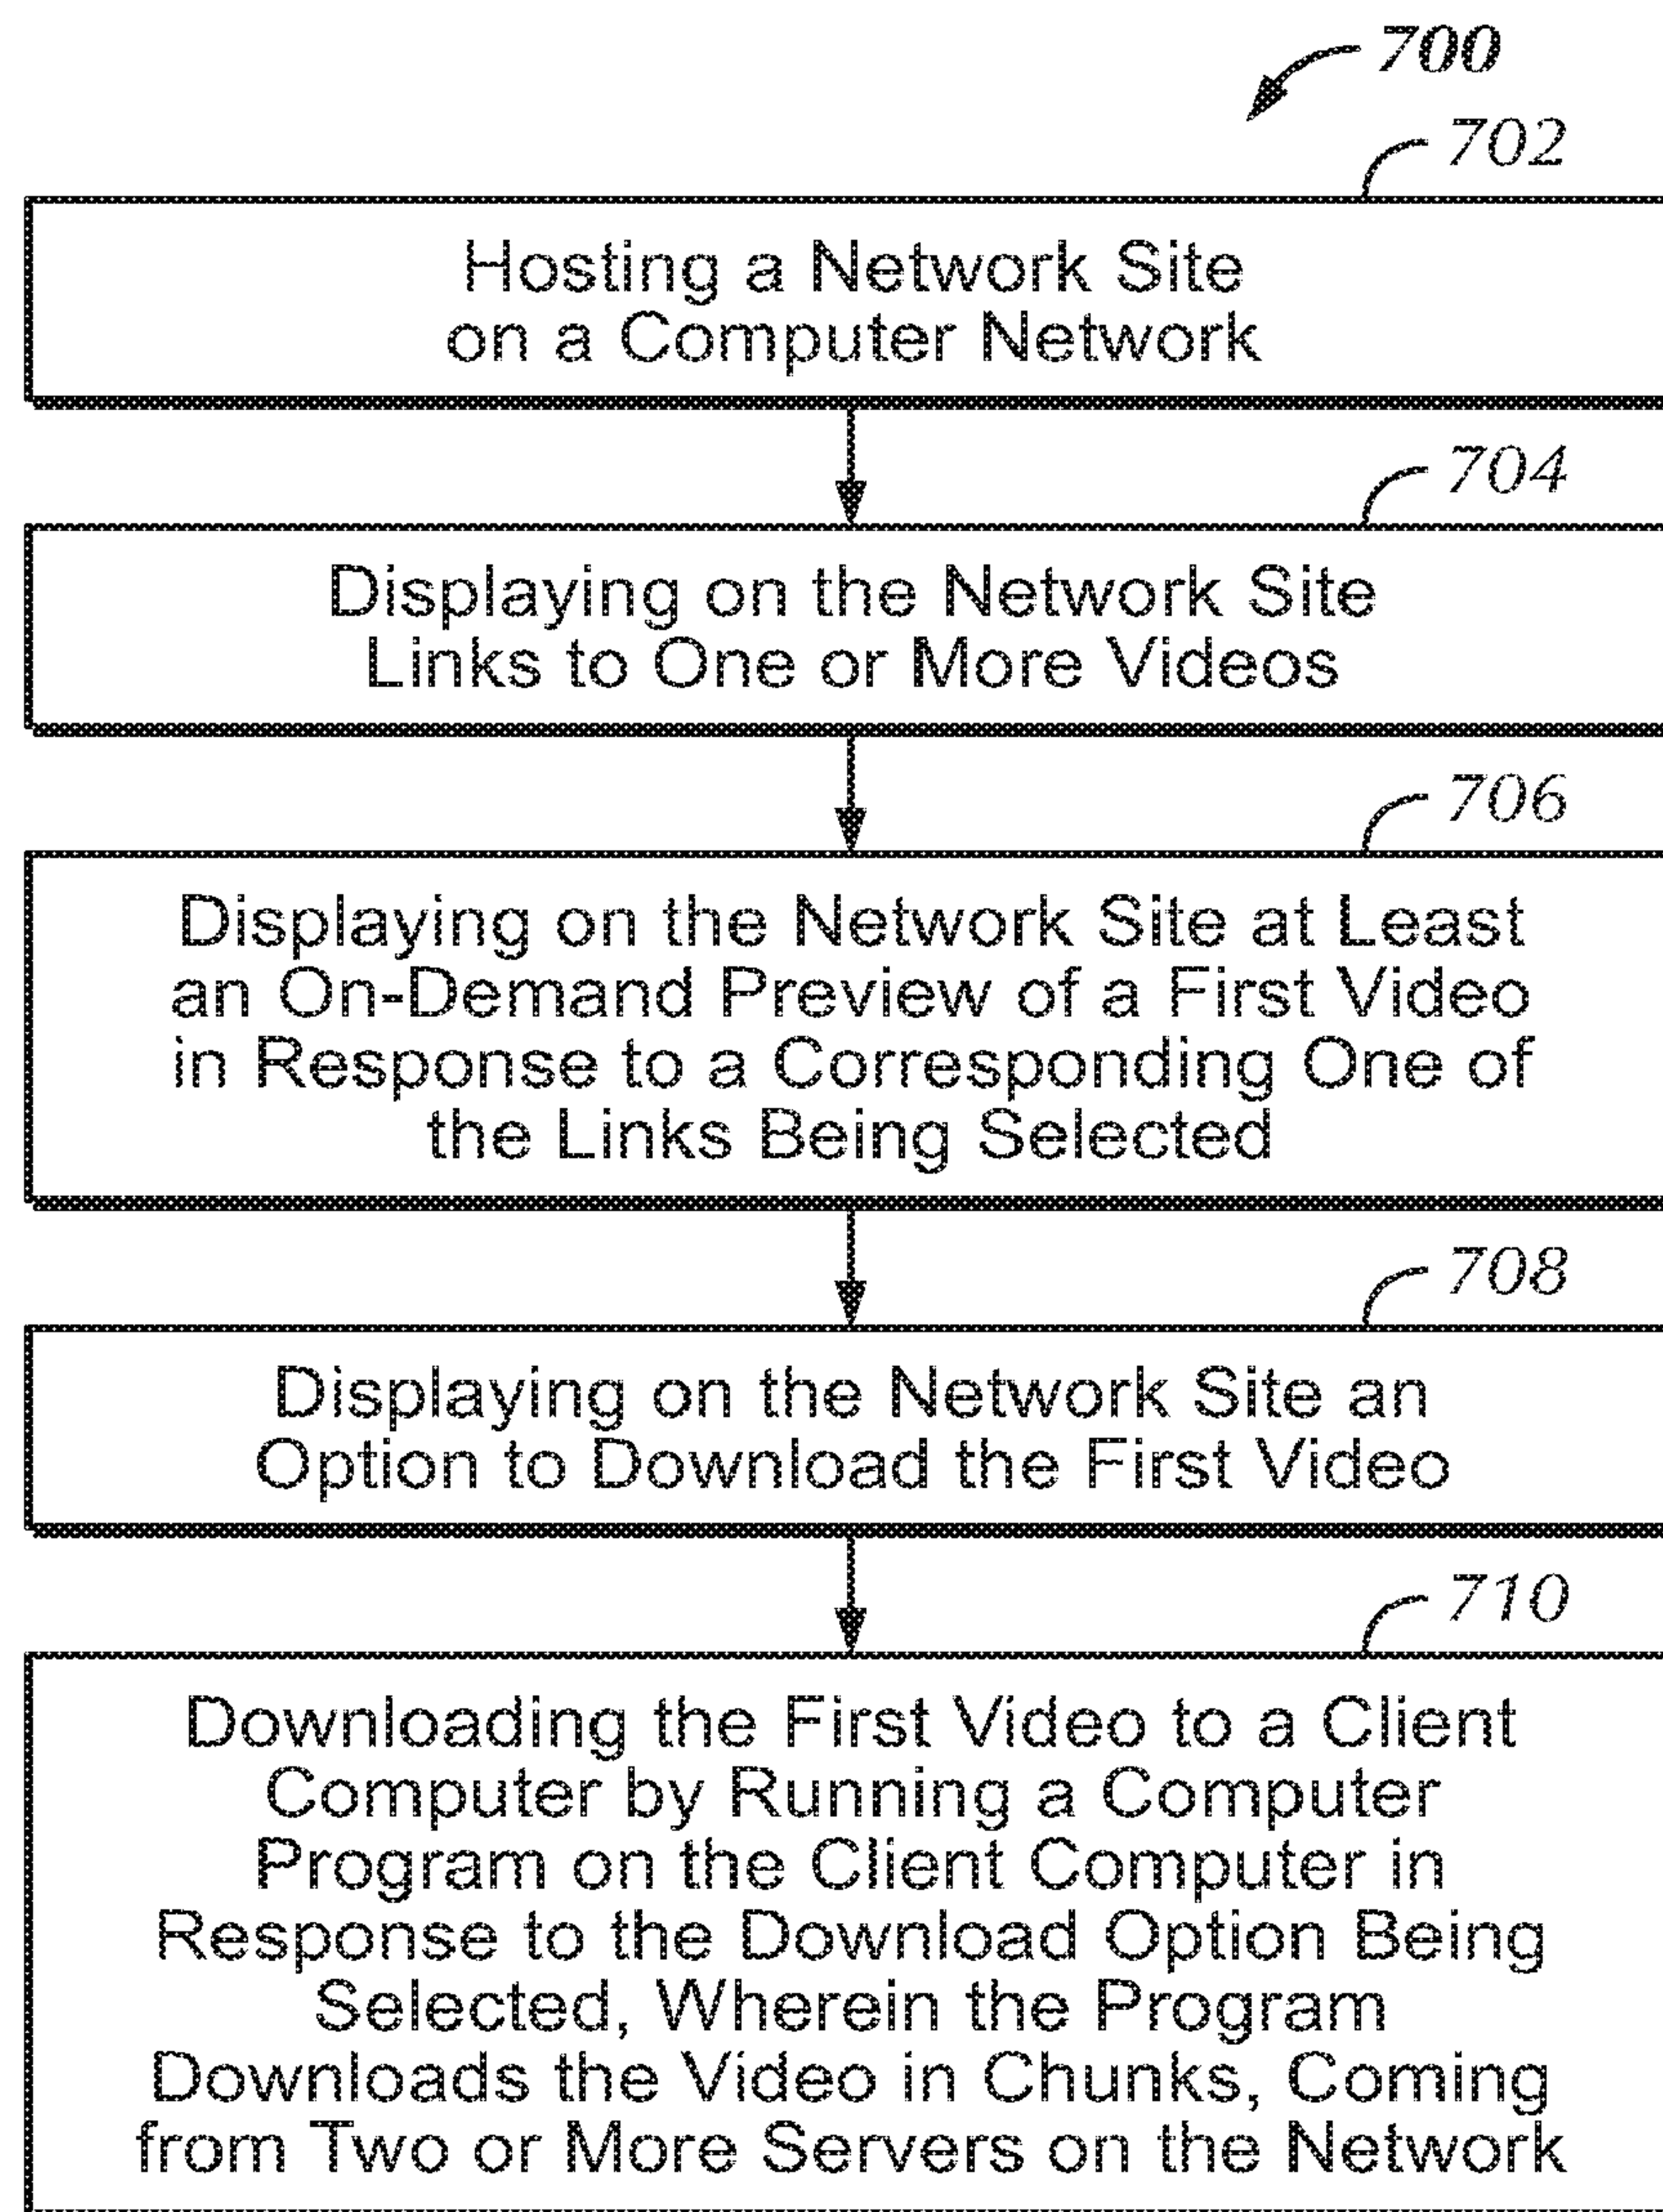 700
702
Hosting a Network Site
on a Computer Network
704
Displaying on the Network Site
Links to One or More Videos
706
Displaying on the Network Site at Least
an On-Demand Preview of a First Video
in Response to a Corresponding One of
the Links Being Selected
708
Displaying on the Network Site an
Option to Download the First Video
710
Downloading the First Video to a Client
Computer by Running a Computer
Program on the Client Computer in
Response to the Download Option Being
Selected, Wherein the Program
Downloads the Video in Chunks, Coming
from Two or More Servers on the Network